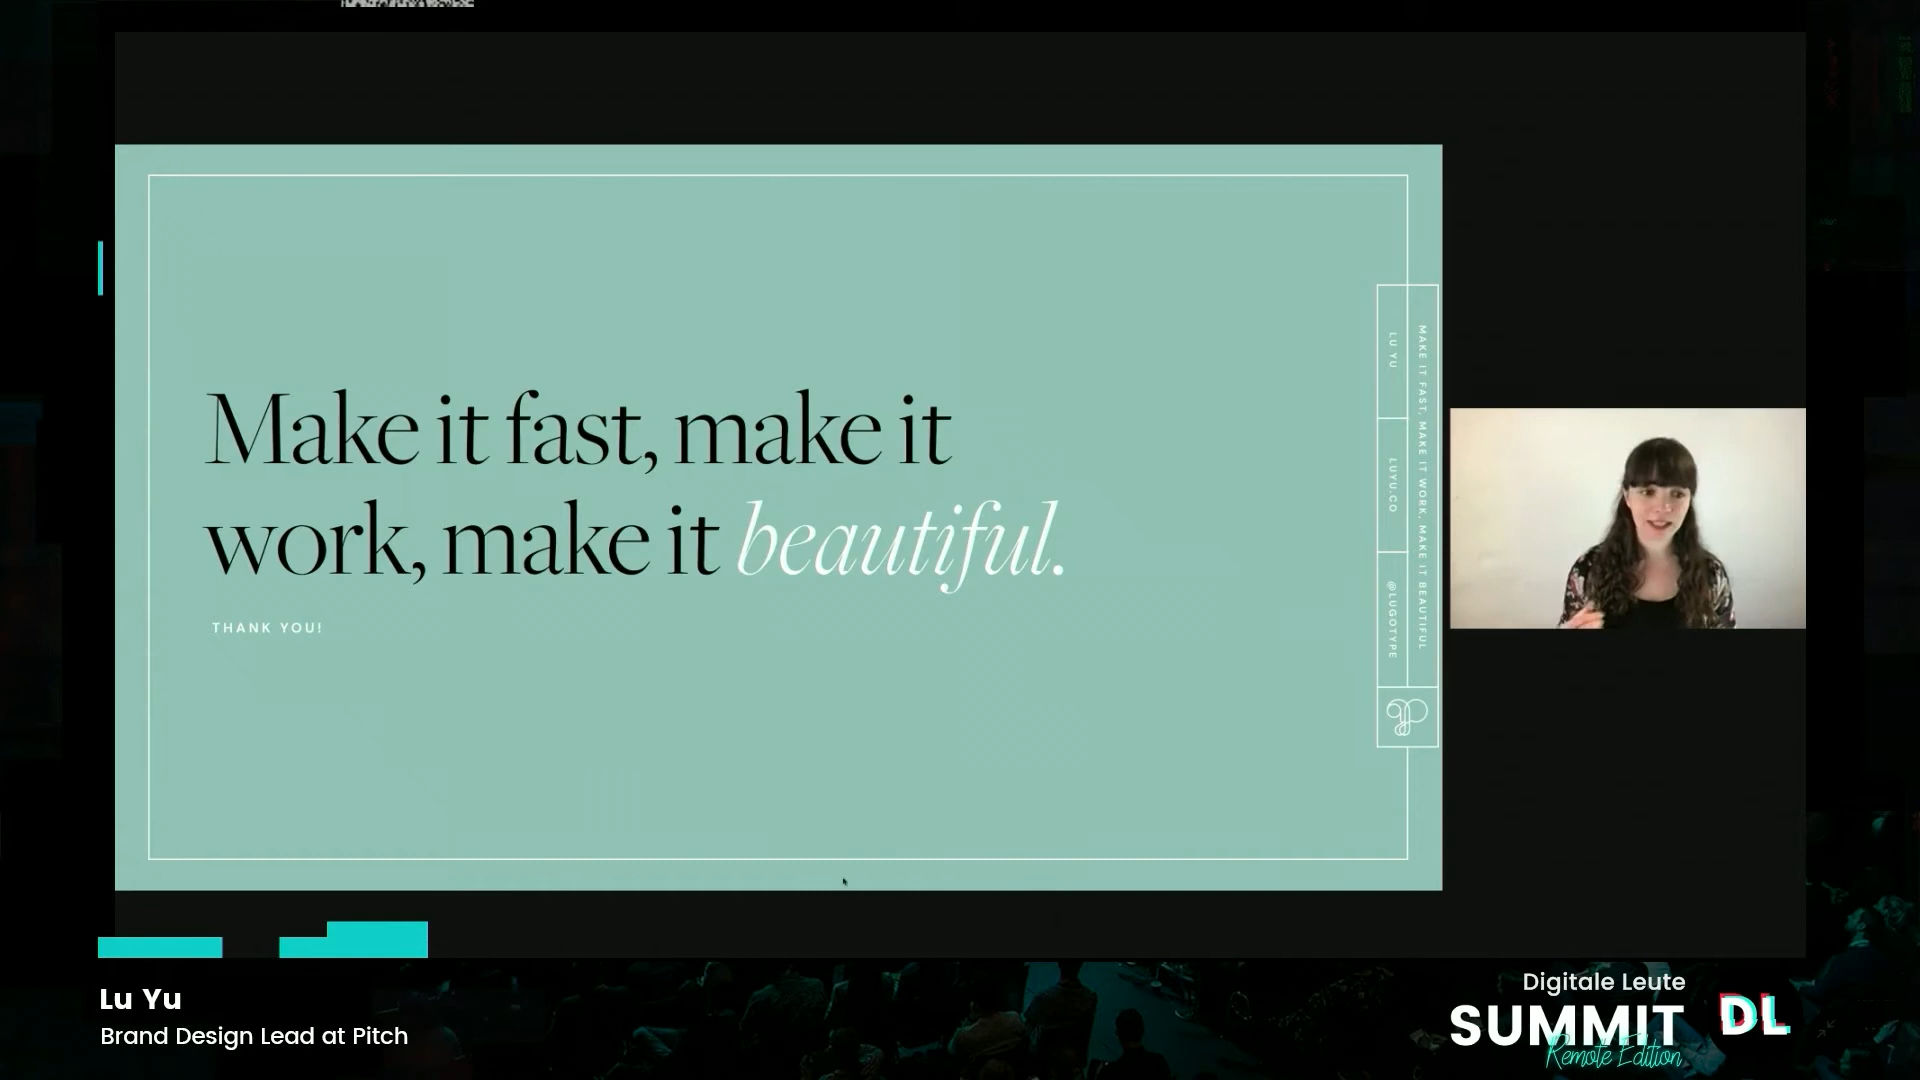 Make it fast, make it
work, make it beautiful.
THANK YOU!
MAKE IT FAST, MAKE IT WORK, MAKE IT BEAUTIFUL
LU YU
LUYU.CO
@LUGOTYPE
Lu Yu
Brand Design Lead at Pitch
Digitale Leute
SUMMIT
Remote Edition
DL